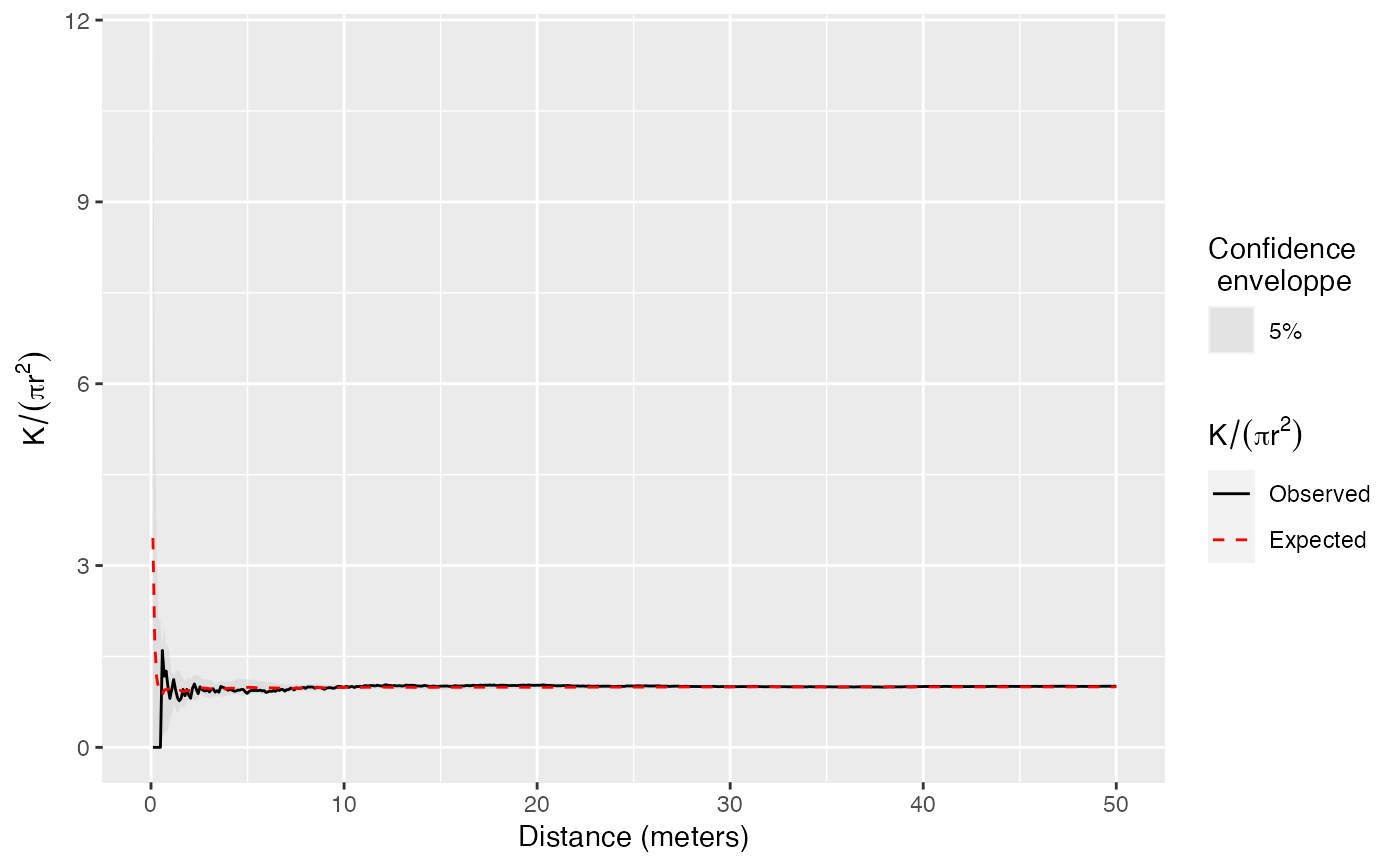 12
9
6
3
0
K/(πr²)
0
10
20
30
40
50
Distance (meters)
Confidence
enveloppe
5%
K/(πr²)
Observed
Expected